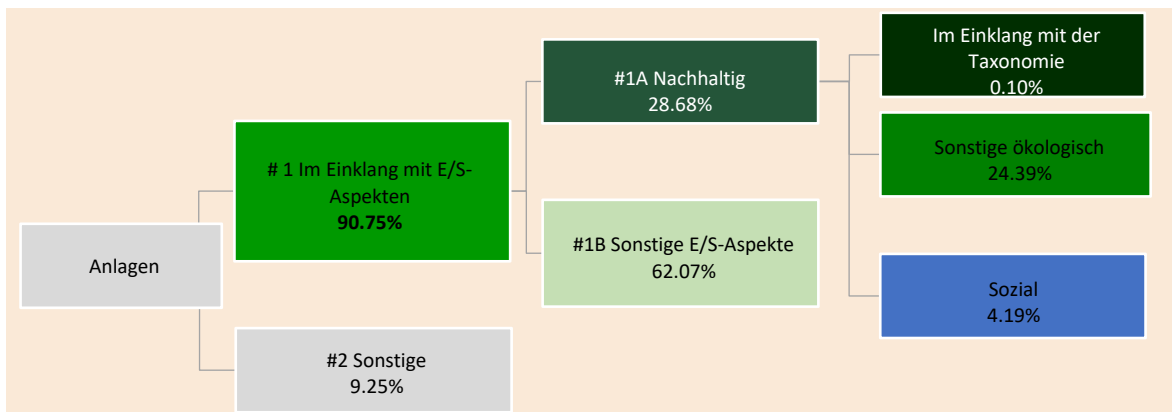 Anlagen
# 1 Im Einklang mit E/S-
Aspekten
90.75%
#2 Sonstige
9.25%
#1A Nachhaltig
28.68%
#1B Sonstige E/S-Aspekte
62.07%
Im Einklang mit der
Taxonomie
0.10%
Sonstige ökologisch
24.39%
Sozial
4.19%